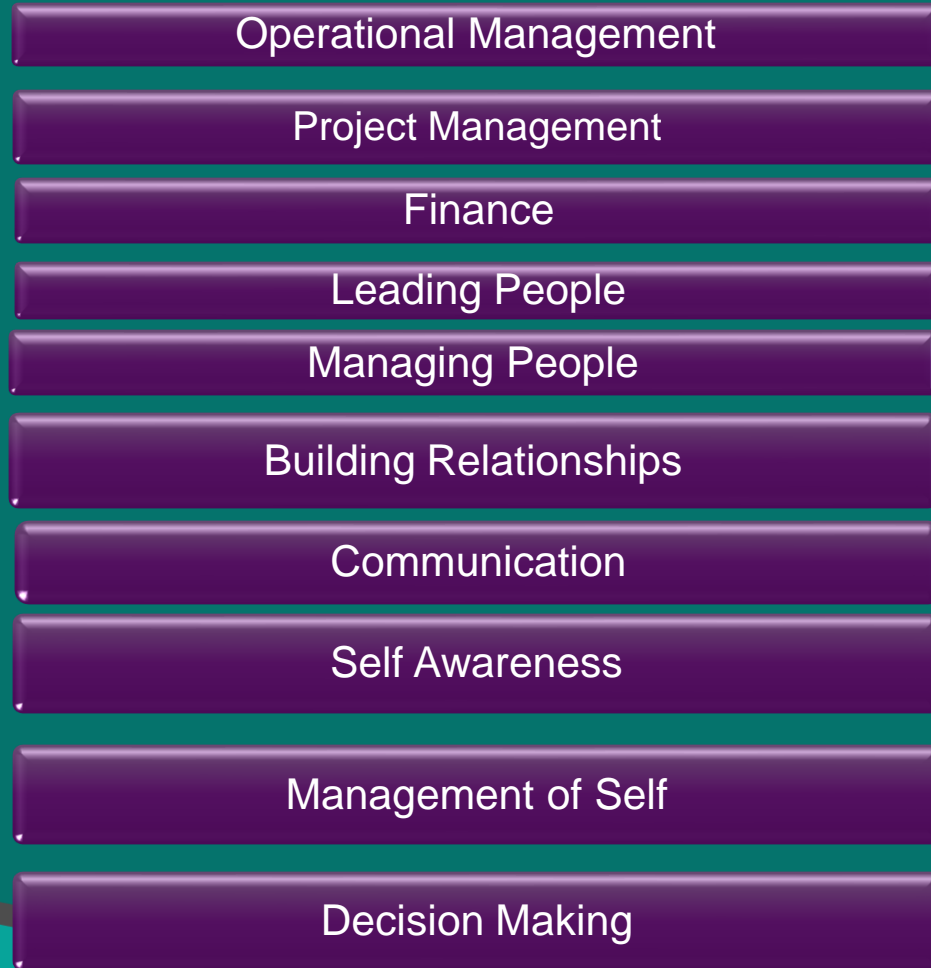 Operational Management
Project Management
Finance
Leading People
Managing People
Building Relationships
Communication
Self Awareness
Management of Self
Decision Making